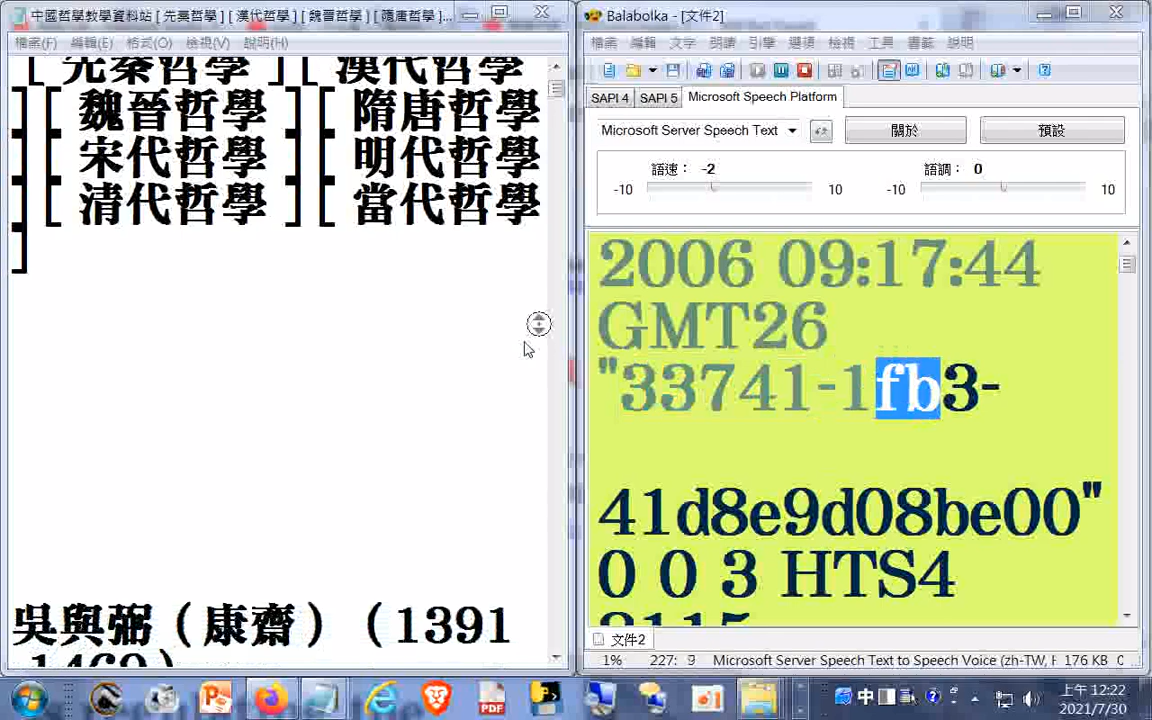 中國哲學教學資料站 [ 先秦哲學 ] [ 漢代哲學 ] [ 魏晉哲學 ] [ 隋唐哲學 ]...
檔案(F) 編輯(E) 格式(O) 檢視(V) 說明(H)
[ 先秦哲學 ][ 漢代哲學
][ 魏晉哲學 ][ 隋唐哲學
][ 宋代哲學 ][ 明代哲學
][ 清代哲學 ][ 當代哲學
]
吳與弼（康齋）（1391
1469）
Balabolka - [文件2]
檔案 編輯 文字 朗讀 引擎 選項 檢視 工具 書籤 說明
SAPI 4 SAPI 5 Microsoft Speech Platform
Microsoft Server Speech Text 關於 預設
語速： -2 語調： 0
-10 10 -10 10
2006 09:17:44
GMT26
"33741-1fb3-
41d8e9d08be00"
0 0 3 HTS4
2115
文件2
1% 227: 9 Microsoft Server Speech Text to Speech Voice (zh-TW, 176 KB
中 上午 12:22
2021/7/30